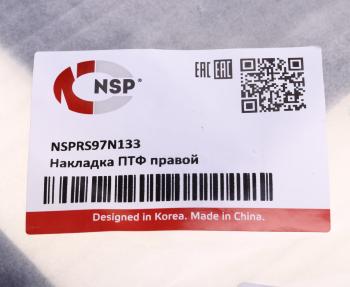 NSP®
EAC EAC
NSPRS97N133
Накладка ПТФ правой
Designed in Korea. Made in China.